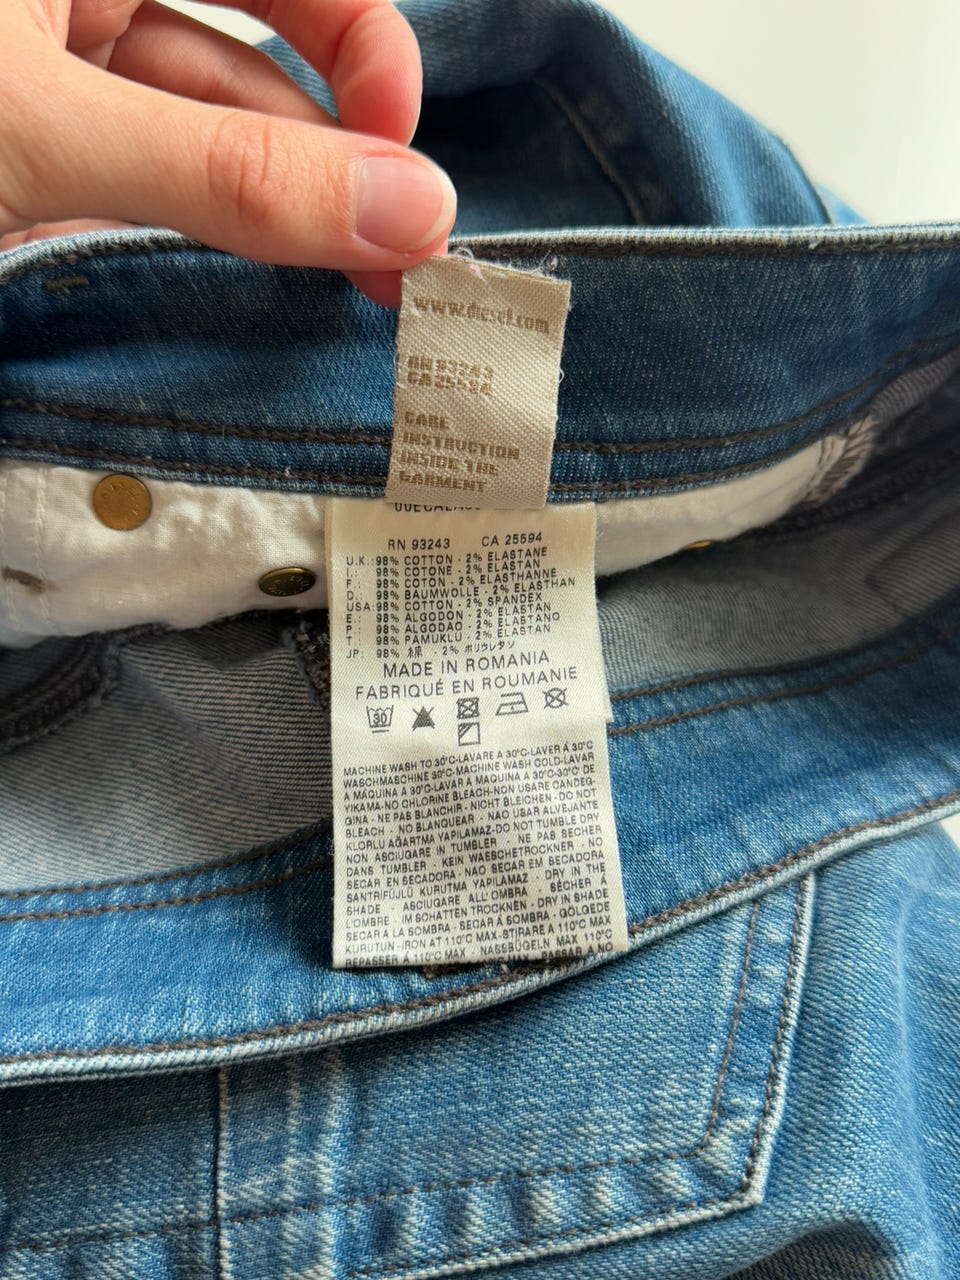 www.diesel.com
RN 93243
CA 25594
CARE
INSTRUCTION
INSIDE THE
GARMENT
RN 93243 CA 25594
U.K.:98% COTTON - 2% ELASTANE
I.: 98% COTONE - 2% ELASTAN
F.: 98% COTON - 2% ELASTHANNE
D.: 98% BAUMWOLLE - 2% ELASTHAN
USA:98% COTTON - 2% SPANDEX
E.: 98% ALGODON - 2% ELASTAN
P.: 98% ALGODAO - 2% ELASTANO
T.: 98% PAMUKLU - 2% ELASTAN
JP: 98% 綿 - 2% ポリウレタン
MADE IN ROMANIA
FABRIQUÉ EN ROUMANIE
30
MACHINE WASH TO 30°C-LAVARE A 30°C-LAVER À 30°C
WASCHMASCHINE 30°C-MACHINE WASH COLD-LAVAR
A MÁQUINA A 30°C-LAVAR A MAQUINA A 30°C-30°C DE
YIKAMA-NO CHLORINE BLEACH-NON USARE CANDEG-
GINA - NE PAS BLANCHIR - NICHT BLEICHEN - DO NOT
BLEACH - NO BLANQUEAR - NAO USAR ALVEJANTE
KLORLU AĞARTMA YAPILAMAZ-DO NOT TUMBLE DRY
NON ASCIUGARE IN TUMBLER - NE PAS SECHER
DANS TUMBLER - KEIN WAESCHETROCKNER - NO
SECAR EN SECADORA - NAO SECAR EM SECADORA
SANTRİFÜJLÜ KURUTMA YAPILAMAZ - DRY IN THE
SHADE - ASCIUGARE ALL'OMBRA - SÈCHER À
L'OMBRE - IM SCHATTEN TROCKNEN - DRY IN SHADE
SECAR A LA SOMBRA - SECAR Á SOMBRA - GÖLGEDE
KURUTUN-IRON AT 110°C MAX-STIRARE A 110°C MAX
REPASSER À 110°C MAX - NASSBÜGELN MAX 110°C